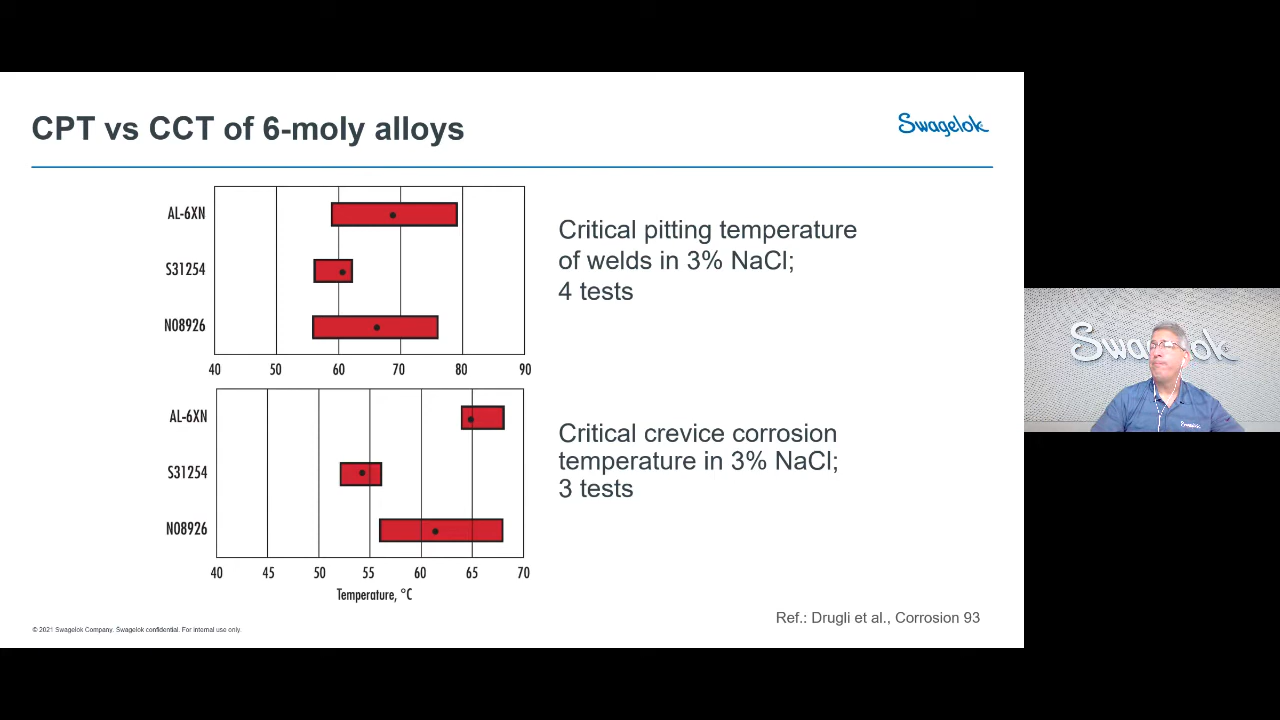 CPT vs CCT of 6-moly alloys
Swagelok
AL-6XN
S31254
N08926
40 50 60 70 80 90
Critical pitting temperature
of welds in 3% NaCl;
4 tests
AL-6XN
S31254
N08926
40 45 50 55 60 65 70
Temperature, °C
Critical crevice corrosion
temperature in 3% NaCl;
3 tests
Ref.: Drugli et al., Corrosion 93
© 2021 Swagelok Company. Swagelok confidential. For internal use only.
Swagelok